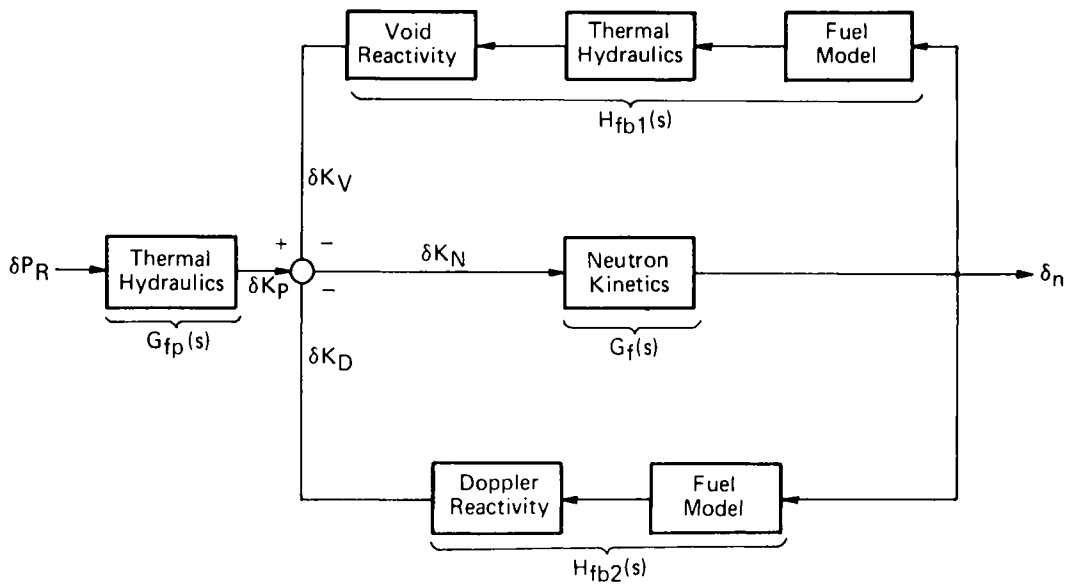 Void
Reactivity
Thermal
Hydraulics
Fuel
Model
H_fb1(s)
δK_V
δP_R
Thermal
Hydraulics
δK_P
G_fp(s)
+
−
−
δK_N
Neutron
Kinetics
G_f(s)
δ_n
δK_D
Doppler
Reactivity
Fuel
Model
H_fb2(s)